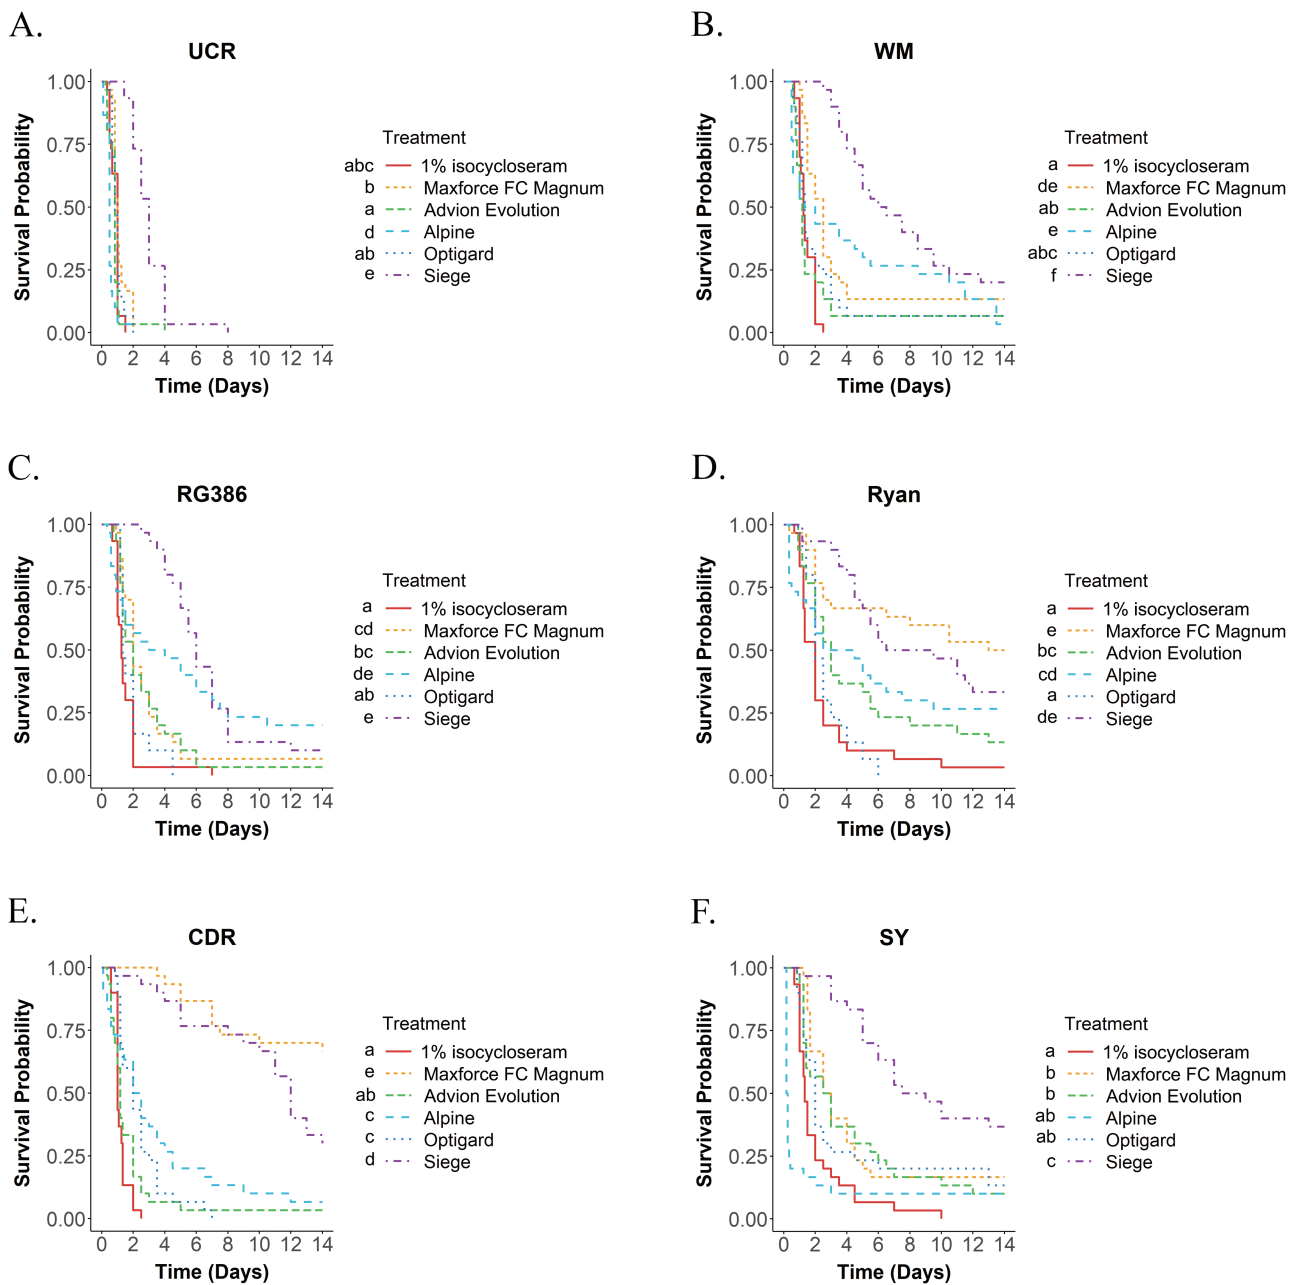 A.
UCR
1.00
0.75
0.50
0.25
0.00
Survival Probability
0 2 4 6 8 10 12 14
Time (Days)
Treatment
abc 1% isocycloseram
b Maxforce FC Magnum
a Advion Evolution
d Alpine
ab Optigard
e Siege
B.
WM
1.00
0.75
0.50
0.25
0.00
Survival Probability
0 2 4 6 8 10 12 14
Time (Days)
Treatment
a 1% isocycloseram
de Maxforce FC Magnum
ab Advion Evolution
e Alpine
abc Optigard
f Siege
C.
RG386
1.00
0.75
0.50
0.25
0.00
Survival Probability
0 2 4 6 8 10 12 14
Time (Days)
Treatment
a 1% isocycloseram
cd Maxforce FC Magnum
bc Advion Evolution
de Alpine
ab Optigard
e Siege
D.
Ryan
1.00
0.75
0.50
0.25
0.00
Survival Probability
0 2 4 6 8 10 12 14
Time (Days)
Treatment
a 1% isocycloseram
e Maxforce FC Magnum
bc Advion Evolution
cd Alpine
a Optigard
de Siege
E.
CDR
1.00
0.75
0.50
0.25
0.00
Survival Probability
0 2 4 6 8 10 12 14
Time (Days)
Treatment
a 1% isocycloseram
e Maxforce FC Magnum
ab Advion Evolution
c Alpine
c Optigard
d Siege
F.
SY
1.00
0.75
0.50
0.25
0.00
Survival Probability
0 2 4 6 8 10 12 14
Time (Days)
Treatment
a 1% isocycloseram
b Maxforce FC Magnum
b Advion Evolution
ab Alpine
ab Optigard
c Siege